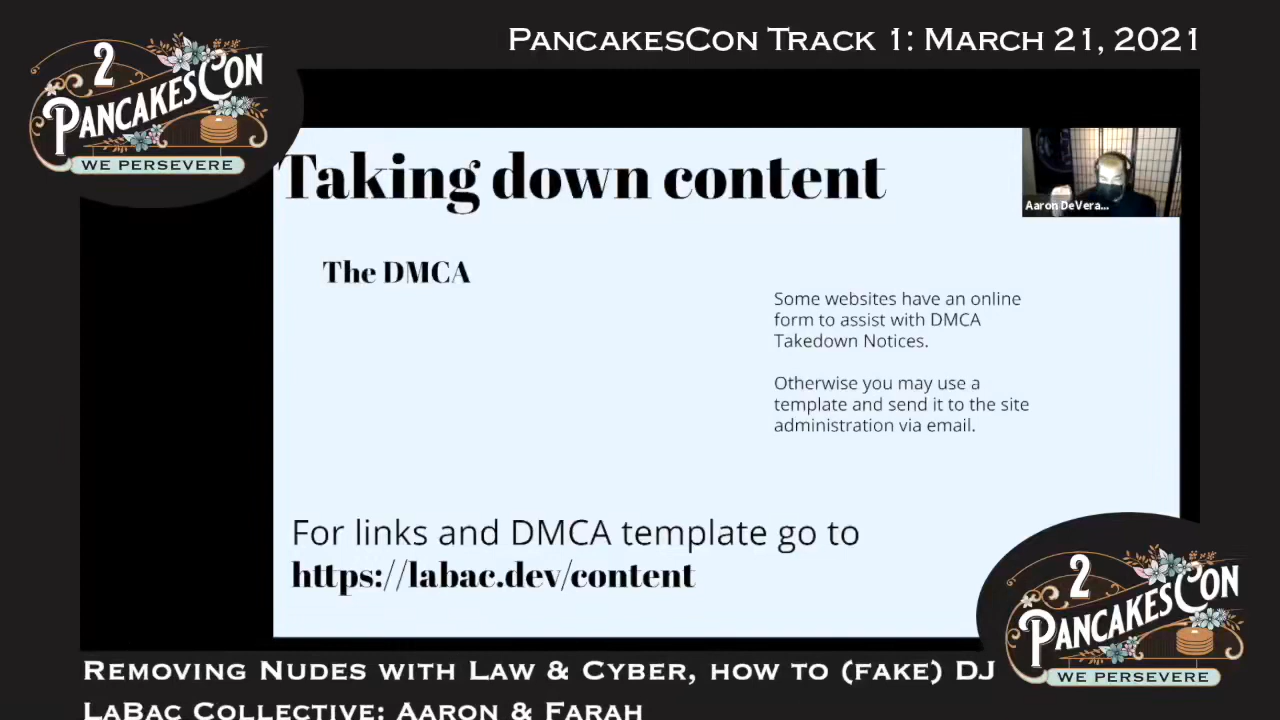 PancakesCon Track 1: March 21, 2021
2
PancakesCon
WE PERSEVERE
Taking down content
Aaron DeVera...
The DMCA
Some websites have an online
form to assist with DMCA
Takedown Notices.
Otherwise you may use a
template and send it to the site
administration via email.
For links and DMCA template go to
https://labac.dev/content
2
PancakesCon
WE PERSEVERE
Removing Nudes with Law & Cyber, how to (fake) DJ
LaBac Collective: Aaron & Farah